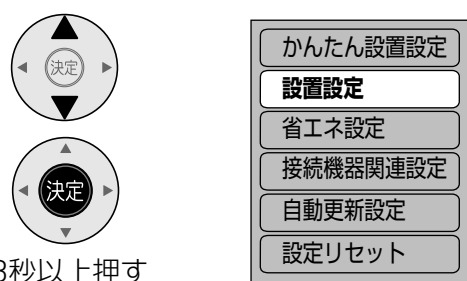 決定
決定
3秒以上押す
かんたん設置設定
設置設定
省エネ設定
接続機器関連設定
自動更新設定
設定リセット